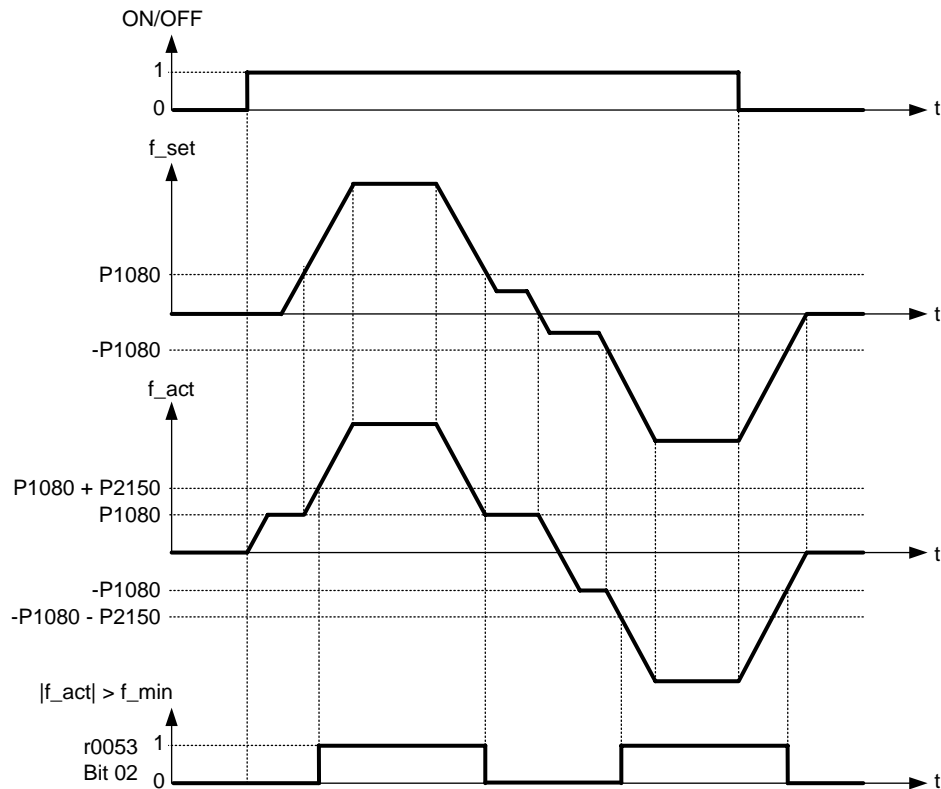 ON/OFF
1
0
t
f_set
P1080
t
-P1080
f_act
P1080 + P2150
P1080
t
-P1080
-P1080 - P2150
|f_act| > f_min
r0053 1
Bit 02 0
t